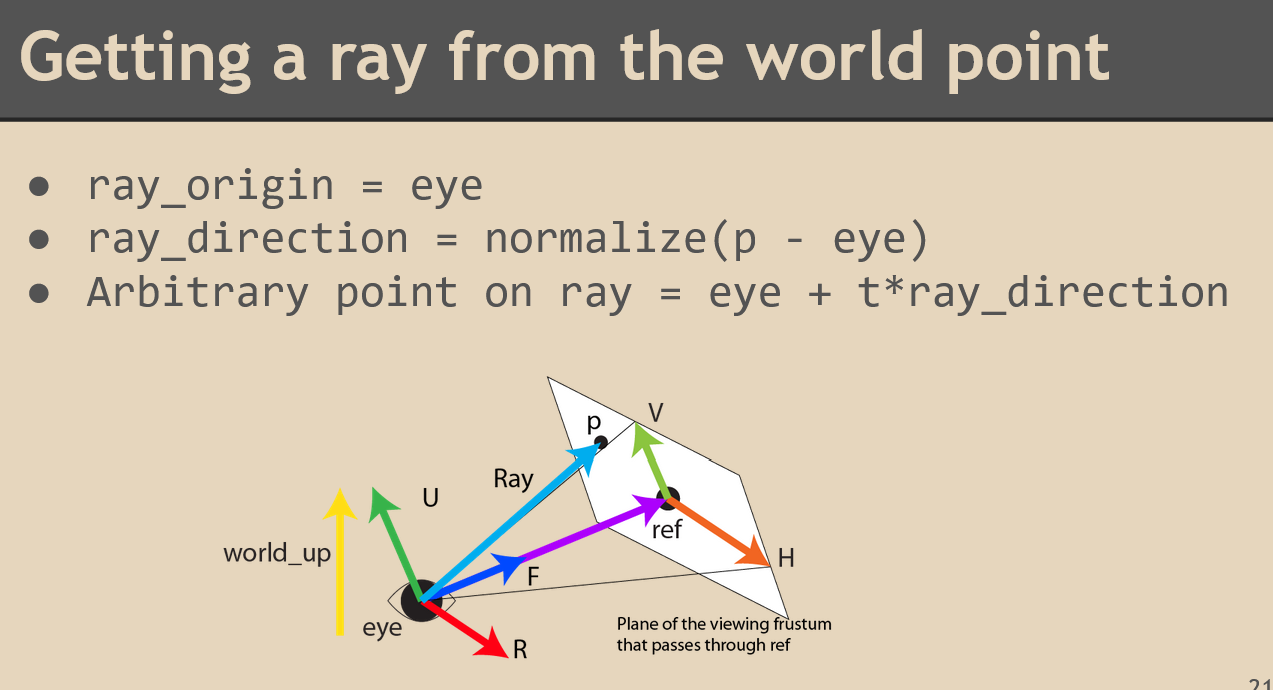 Getting a ray from the world point
● ray_origin = eye
● ray_direction = normalize(p - eye)
● Arbitrary point on ray = eye + t*ray_direction
V
p
Ray
U
ref
world_up
H
F
eye
Plane of the viewing frustum
that passes through ref
R
21